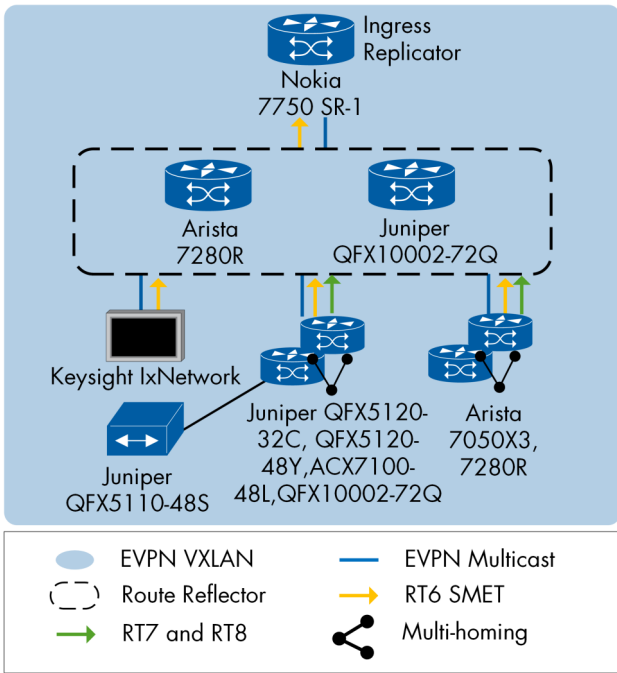 Ingress
Replicator
Nokia
7750 SR-1
Arista
7280R
Juniper
QFX10002-72Q
Keysight IxNetwork
Juniper
QFX5110-48S
Juniper QFX5120-
32C, QFX5120-
48Y,ACX7100-
48L,QFX10002-72Q
Arista
7050X3,
7280R
EVPN VXLAN
EVPN Multicast
Route Reflector
RT6 SMET
RT7 and RT8
Multi-homing